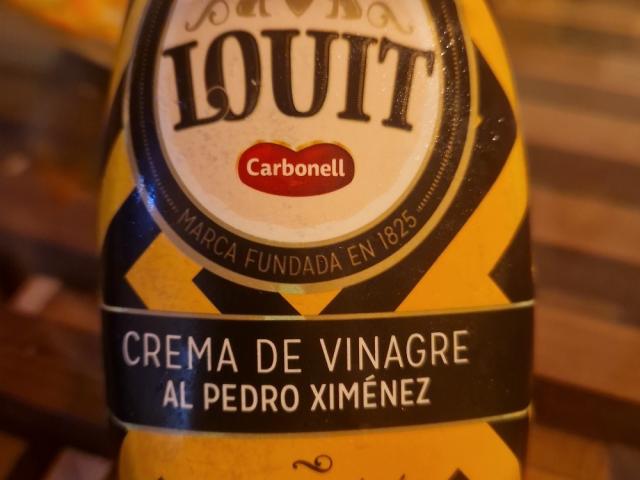 LOUIT
Carbonell
MARCA FUNDADA EN 1825
CREMA DE VINAGRE
AL PEDRO XIMÉNEZ